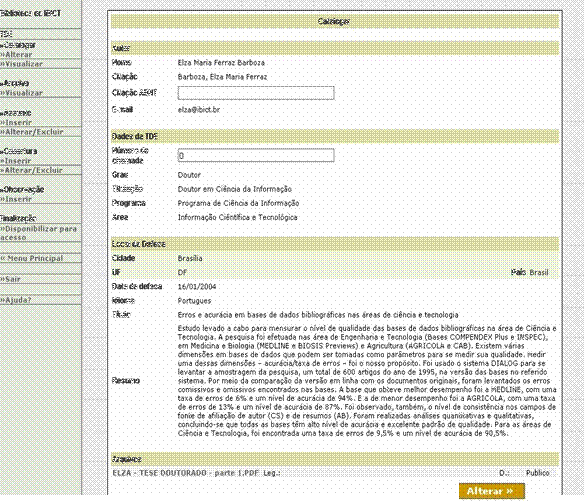 Biblioteca do IBICT
TDE
»Catalogar
»Alterar
»Visualizar
»Arquivo
»Visualizar
»Assunto
»Inserir
»Alterar/Excluir
»Cobertura
»Inserir
»Alterar/Excluir
»Observação
»Inserir
Finalização
»Disponibilizar para
acesso
« Menu Principal
»Sair
»Ajuda?
Catalogar
Autor
Nome Elza Maria Ferraz Barboza
Citação Barboza, Elza Maria Ferraz
Citação ABNT
E-mail elza@ibict.br
Dados da TDE
Número de
chamada 0
Grau Doutor
Titulação Doutor em Ciência da Informação
Programa Programa de Ciência da Informação
Área Informação Ciêntifica e Tecnológica
Local de Defesa
Cidade Brasília
UF DF País Brasil
Data de defesa 16/01/2004
Idioma Portugues
Título Erros e acurácia em bases de dados bibliográficas nas áreas de ciência e tecnologia
Estudo levado a cabo para mensurar o nível de qualidade das bases de dados bibliográficas na área de Ciência e
Tecnologia. A pesquisa foi efetuada nas área de Engenharia e Tecnologia (Bases COMPENDEX Plus e INSPEC),
em Medicina e Biologia (MEDLINE e BIOSIS Previews) e Agricultura (AGRICOLA e CAB). Existem várias
dimensões em bases de dados que podem ser tomadas como parâmetros para se medir sua qualidade. Medir
uma dessas dimensões – acurácia/taxa de erros – foi o nosso propósito. Foi usado o sistema DIALOG para se
levantar a amostragem da pesquisa, um total de 600 artigos do ano de 1995, na versão das bases no referido
sistema. Por meio da comparação da versão em linha com os documentos originais, foram levantados os erros
Resumo comissivos e omissivos encontrados nas bases. A base que obteve melhor desempenho foi a MEDLINE, com uma
taxa de erros de 6% e um nível de acurácia de 94%. E a de menor desempenho foi a AGRICOLA, com uma taxa
de erros de 13% e um nível de acurácia de 87%. Foi observado, também, o nível de consistência nos campos de
fonte de afiliação de autor (CS) e de resumos (AB). Foram realizadas análises quantitativas e qualitativas,
concluindo-se que todas as bases têm alto nível de acurácia e excelente padrão de qualidade. Para as áreas de
Ciência e Tecnologia, foi encontrada uma taxa de erros de 9,5% e um nível de acurácia de 90,5%.
Arquivos
ELZA - TESE DOUTORADO - parte 1.PDF Leg.: D.: Publico
Alterar »